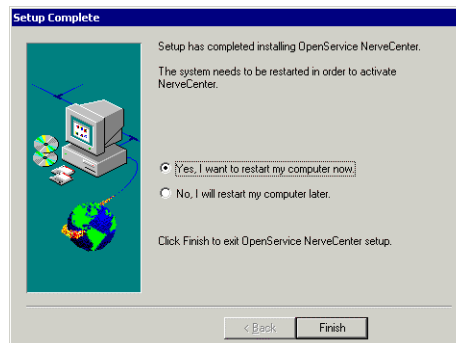 Setup Complete
Setup has completed installing OpenService NerveCenter.
The system needs to be restarted in order to activate
NerveCenter.
Yes, I want to restart my computer now.
No, I will restart my computer later.
Click Finish to exit OpenService NerveCenter setup.
< Back
Finish